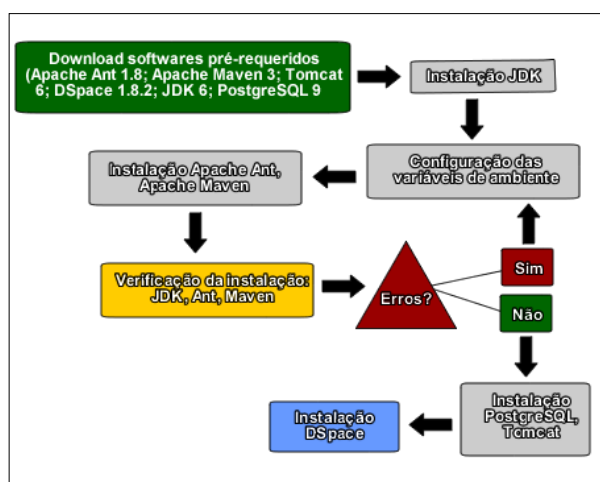 Download softwares pré-requeridos
(Apache Ant 1.8; Apache Maven 3; Tomcat
6; DSpace 1.8.2; JDK 6; PostgreSQL 9
Instalação JDK
Configuração das
variáveis de ambiente
Instalação Apache Ant,
Apache Maven
Verificação da instalação:
JDK, Ant, Maven
Erros?
Sim
Não
Instalação
PostgreSQL,
Tomcat
Instalação
DSpace